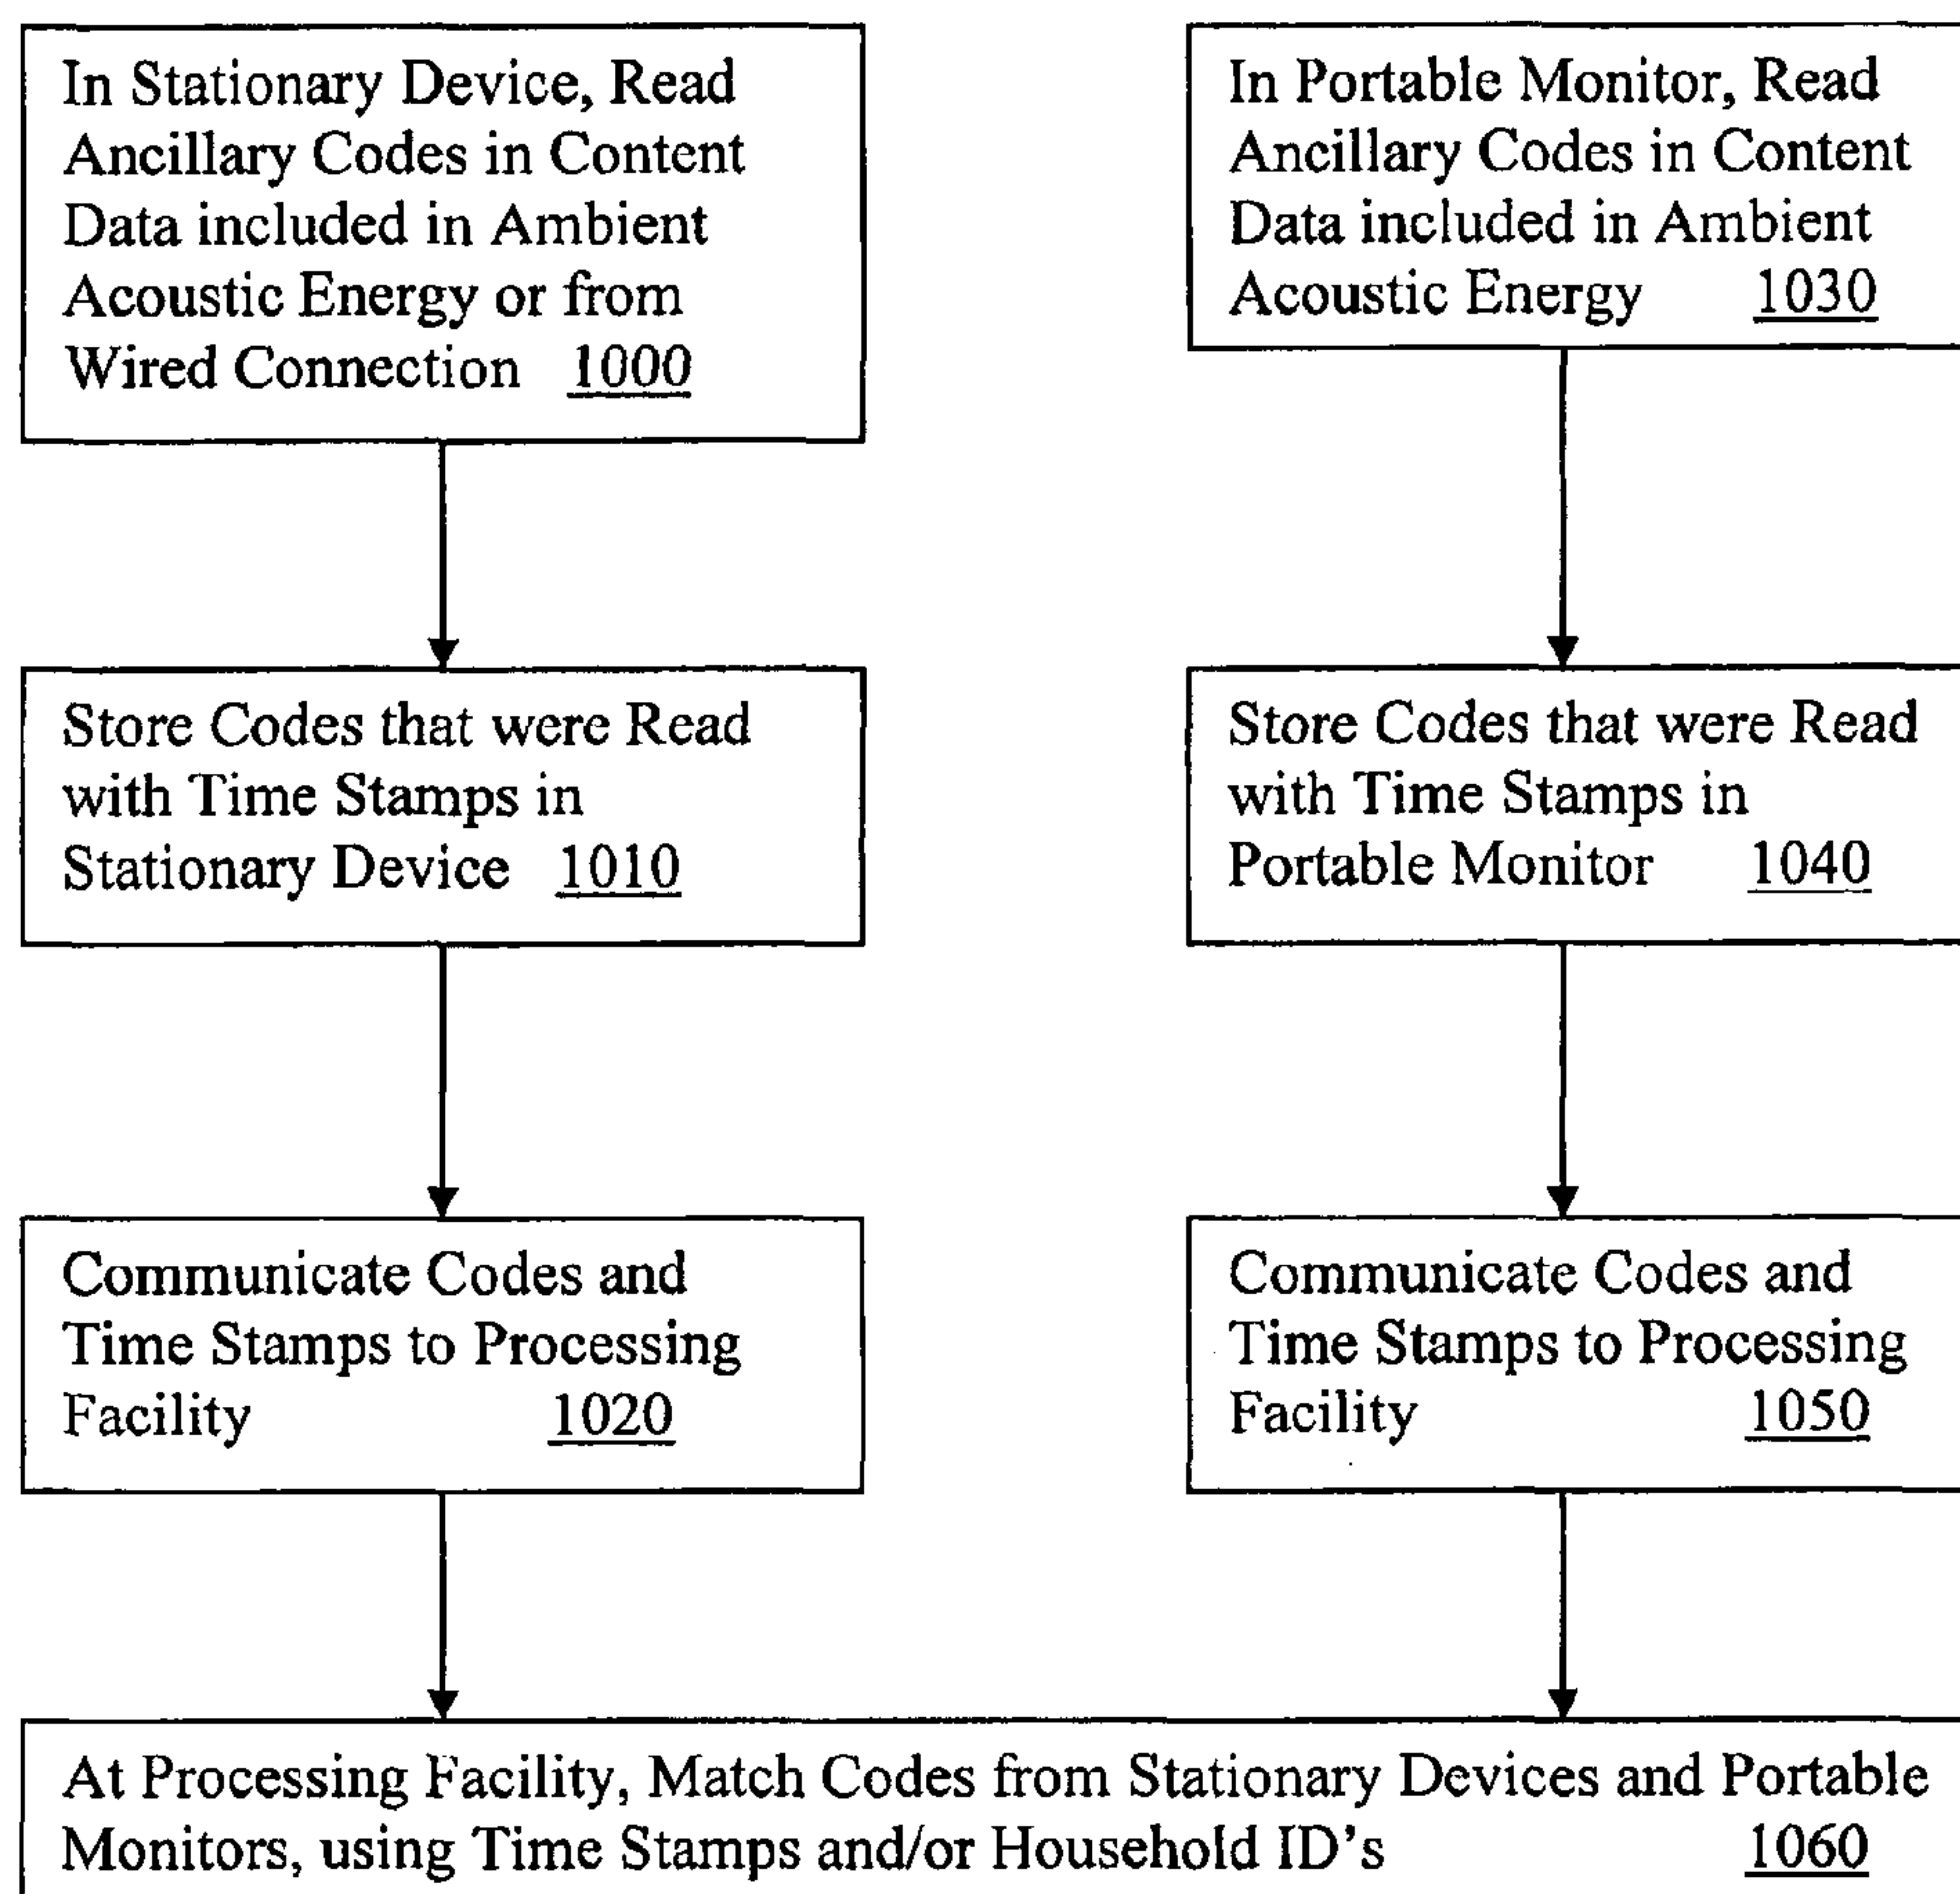 In Stationary Device, Read
Ancillary Codes in Content
Data included in Ambient
Acoustic Energy or from
Wired Connection 1000
In Portable Monitor, Read
Ancillary Codes in Content
Data included in Ambient
Acoustic Energy 1030
Store Codes that were Read
with Time Stamps in
Stationary Device 1010
Store Codes that were Read
with Time Stamps in
Portable Monitor 1040
Communicate Codes and
Time Stamps to Processing
Facility 1020
Communicate Codes and
Time Stamps to Processing
Facility 1050
At Processing Facility, Match Codes from Stationary Devices and Portable
Monitors, using Time Stamps and/or Household ID's 1060